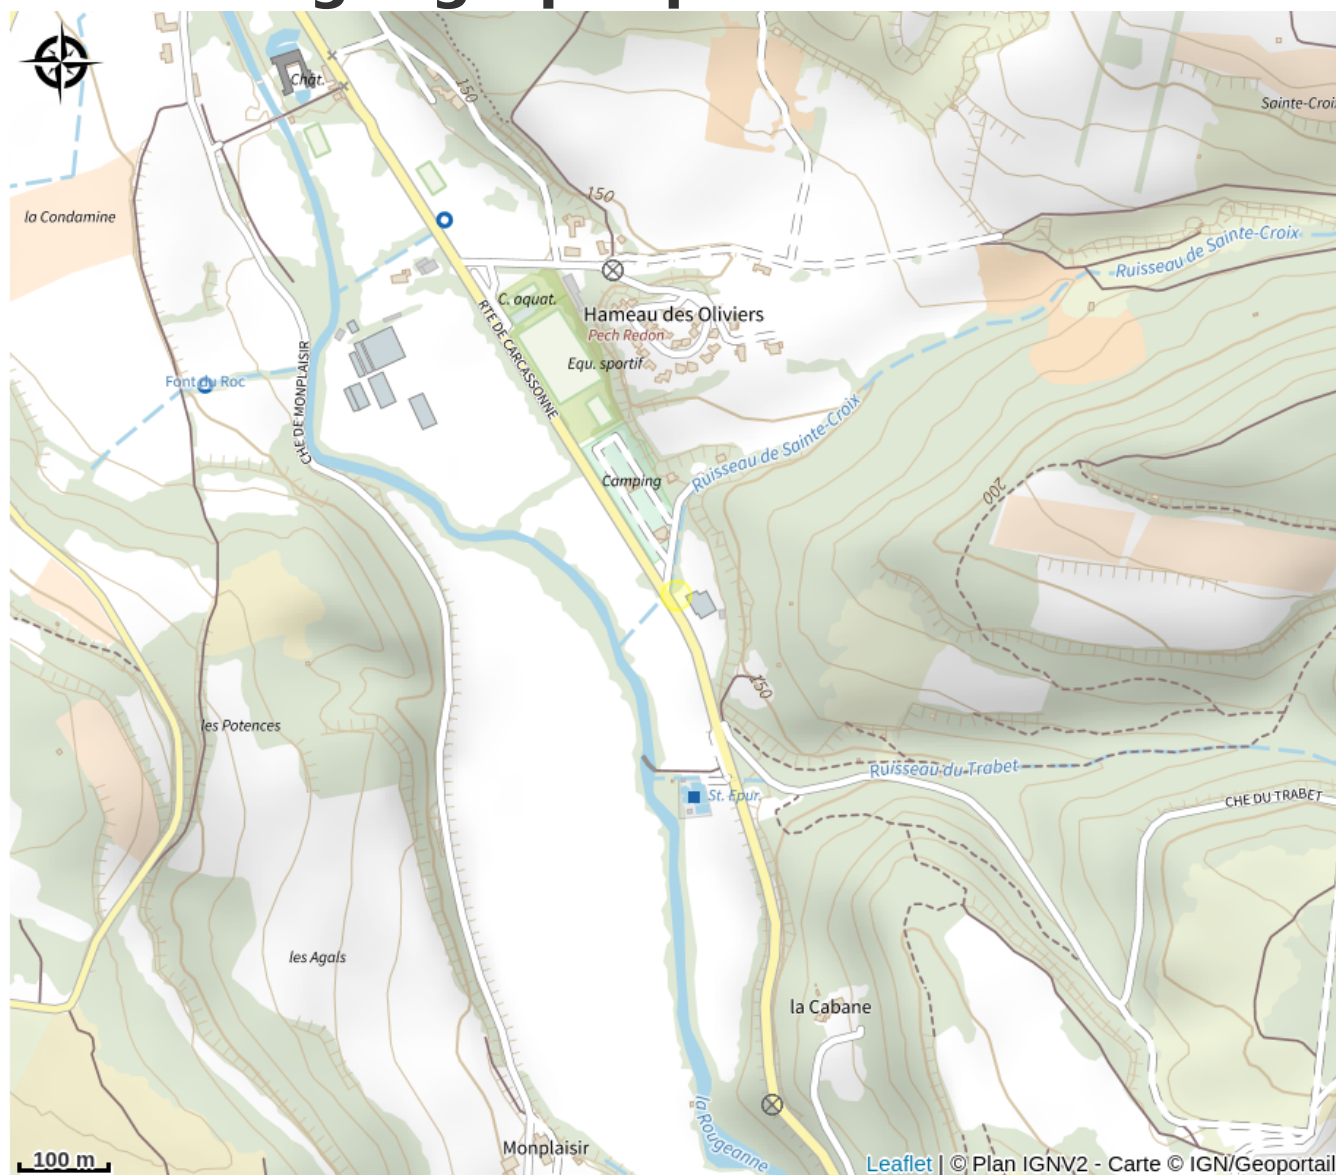 Chât.
150
Sainte-Croi
la Condamine
150
Ruisseau de Sainte-Croix
C. aquat.
Hameau des Oliviers
Pech Redon
RTE DE CARCASSONNE
Equ. sportif
Font du Roc
CHE DE MONPLAISIR
Ruisseau de Sainte-Croix
Camping
200
150
les Potences
Ruisseau du Trabet
St. Epur.
CHE DU TRABET
les Agals
la Cabane
la Rougeanne
Monplaisir
100 m
Leaflet | © Plan IGNV2 - Carte © IGN/Geoportail